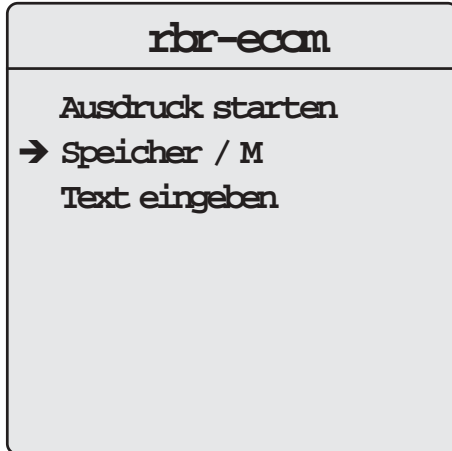 rbr-ecom
Ausdruck starten
➔ Speicher / M
Text eingeben